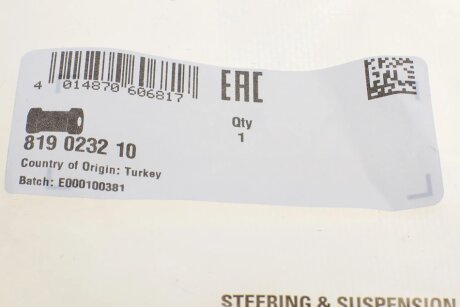 4 014870 606817
EAC
Qty
1
819 0232 10
Country of Origin: Turkey
Batch: E000100381
STEERING & SUSPENSION